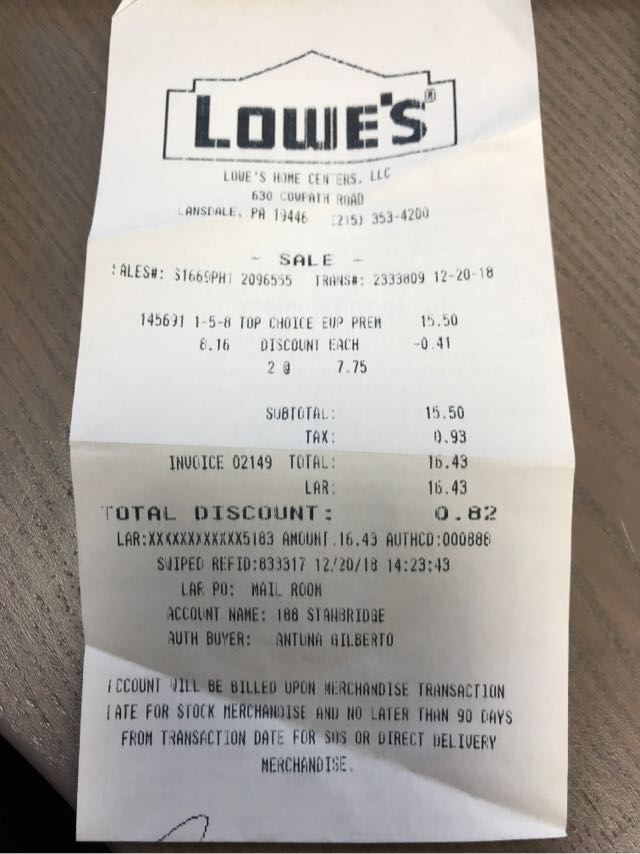 LOWE'S®
LOWE'S HOME CENTERS, LLC
630 COWPATH ROAD
LANSDALE, PA 19446 (215) 353-4200
- SALE -
ALES#: S1669PH1 2096555 TRANS#: 2333809 12-20-18
145691 1-5-8 TOP CHOICE EWP PREM 15.50
8.16 DISCOUNT EACH -0.41
2 @ 7.75
SUBTOTAL: 15.50
TAX: 0.93
INVOICE 02149 TOTAL: 16.43
LAR: 16.43
TOTAL DISCOUNT: 0.82
LAR:XXXXXXXXXXXX5183 AMOUNT:16.43 AUTHCD:000886
SWIPED REFID:833317 12/20/18 14:23:43
LAR PO: MAIL ROOM
ACCOUNT NAME: 188 STANBRIDGE
AUTH BUYER: ANTUNA GILBERTO
ACCOUNT WILL BE BILLED UPON MERCHANDISE TRANSACTION
DATE FOR STOCK MERCHANDISE AND NO LATER THAN 90 DAYS
FROM TRANSACTION DATE FOR SOS OR DIRECT DELIVERY
MERCHANDISE.